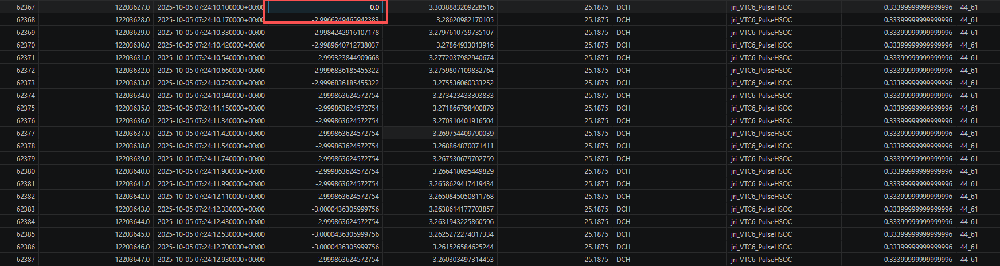 62367 12203627.0 2025-10-05 07:24:10.100000+00:00 0.0 3.3038883209228516 25.1875 DCH jri_VTC6_PulseHSOC 0.33399999999999996 44_61
62368 12203628.0 2025-10-05 07:24:10.170000+00:00 -2.9966249465942383 3.28620982170105 25.1875 DCH jri_VTC6_PulseHSOC 0.33399999999999996 44_61
62369 12203629.0 2025-10-05 07:24:10.330000+00:00 -2.9984242916107178 3.2797610759735107 25.1875 DCH jri_VTC6_PulseHSOC 0.33399999999999996 44_61
62370 12203630.0 2025-10-05 07:24:10.420000+00:00 -2.9989640712738037 3.27864933013916 25.1875 DCH jri_VTC6_PulseHSOC 0.33399999999999996 44_61
62371 12203631.0 2025-10-05 07:24:10.540000+00:00 -2.999323844909668 3.2772037982940674 25.1875 DCH jri_VTC6_PulseHSOC 0.33399999999999996 44_61
62372 12203632.0 2025-10-05 07:24:10.660000+00:00 -2.9996836185455322 3.2759807109832764 25.1875 DCH jri_VTC6_PulseHSOC 0.33399999999999996 44_61
62373 12203633.0 2025-10-05 07:24:10.720000+00:00 -2.9996836185455322 3.275536060333252 25.1875 DCH jri_VTC6_PulseHSOC 0.33399999999999996 44_61
62374 12203634.0 2025-10-05 07:24:10.940000+00:00 -2.999863624572754 3.273423433303833 25.1875 DCH jri_VTC6_PulseHSOC 0.33399999999999996 44_61
62375 12203635.0 2025-10-05 07:24:11.150000+00:00 -2.999863624572754 3.271866798400879 25.1875 DCH jri_VTC6_PulseHSOC 0.33399999999999996 44_61
62376 12203636.0 2025-10-05 07:24:11.340000+00:00 -2.999863624572754 3.270310401916504 25.1875 DCH jri_VTC6_PulseHSOC 0.33399999999999996 44_61
62377 12203637.0 2025-10-05 07:24:11.420000+00:00 -2.999863624572754 3.269754409790039 25.1875 DCH jri_VTC6_PulseHSOC 0.33399999999999996 44_61
62378 12203638.0 2025-10-05 07:24:11.540000+00:00 -2.999863624572754 3.268864870071411 25.1875 DCH jri_VTC6_PulseHSOC 0.33399999999999996 44_61
62379 12203639.0 2025-10-05 07:24:11.740000+00:00 -2.999863624572754 3.267530679702759 25.1875 DCH jri_VTC6_PulseHSOC 0.33399999999999996 44_61
62380 12203640.0 2025-10-05 07:24:11.900000+00:00 -2.999863624572754 3.266418695449829 25.1875 DCH jri_VTC6_PulseHSOC 0.33399999999999996 44_61
62381 12203641.0 2025-10-05 07:24:11.990000+00:00 -2.999863624572754 3.2658629417419434 25.1875 DCH jri_VTC6_PulseHSOC 0.33399999999999996 44_61
62382 12203642.0 2025-10-05 07:24:12.110000+00:00 -2.999863624572754 3.2650845050811768 25.1875 DCH jri_VTC6_PulseHSOC 0.33399999999999996 44_61
62383 12203643.0 2025-10-05 07:24:12.330000+00:00 -3.0000436305999756 3.2638614177703857 25.1875 DCH jri_VTC6_PulseHSOC 0.33399999999999996 44_61
62384 12203644.0 2025-10-05 07:24:12.430000+00:00 -2.999863624572754 3.2631943225860596 25.1875 DCH jri_VTC6_PulseHSOC 0.33399999999999996 44_61
62385 12203645.0 2025-10-05 07:24:12.530000+00:00 -3.0000436305999756 3.2625272274017334 25.1875 DCH jri_VTC6_PulseHSOC 0.33399999999999996 44_61
62386 12203646.0 2025-10-05 07:24:12.700000+00:00 -3.0000436305999756 3.261526584625244 25.1875 DCH jri_VTC6_PulseHSOC 0.33399999999999996 44_61
62387 12203647.0 2025-10-05 07:24:12.930000+00:00 -2.999863624572754 3.260303497314453 25.1875 DCH jri_VTC6_PulseHSOC 0.33399999999999996 44_61